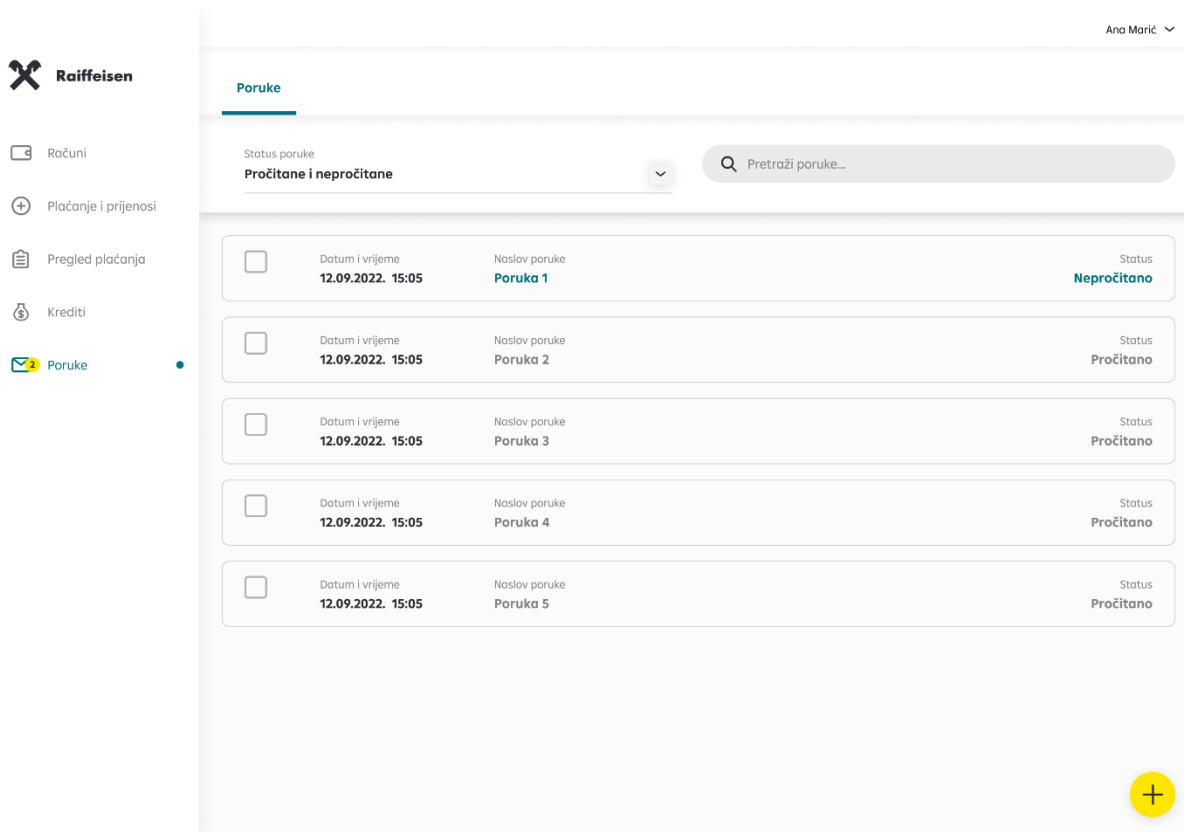 Ana Marić
Raiffeisen
Poruke
Računi
Plaćanje i prijenosi
Pregled plaćanja
Krediti
2 Poruke
Status poruke
Pročitane i nepročitane
Pretraži poruke...
Datum i vrijeme Naslov poruke Status
12.09.2022. 15:05 Poruka 1 Nepročitano
Datum i vrijeme Naslov poruke Status
12.09.2022. 15:05 Poruka 2 Pročitano
Datum i vrijeme Naslov poruke Status
12.09.2022. 15:05 Poruka 3 Pročitano
Datum i vrijeme Naslov poruke Status
12.09.2022. 15:05 Poruka 4 Pročitano
Datum i vrijeme Naslov poruke Status
12.09.2022. 15:05 Poruka 5 Pročitano